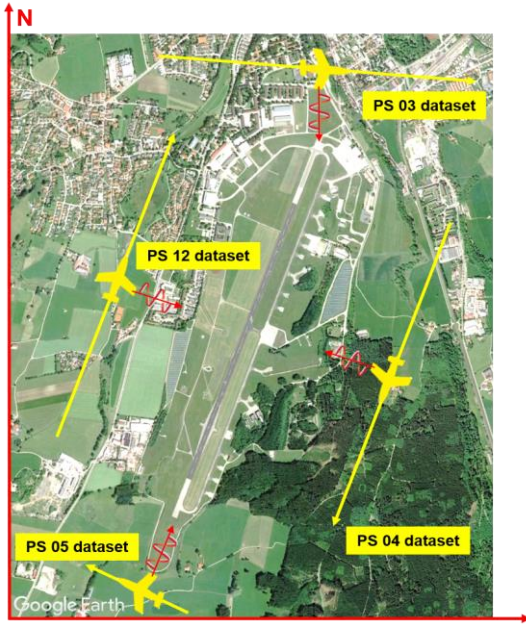 N
PS 03 dataset
PS 12 dataset
PS 05 dataset
PS 04 dataset
Google Earth